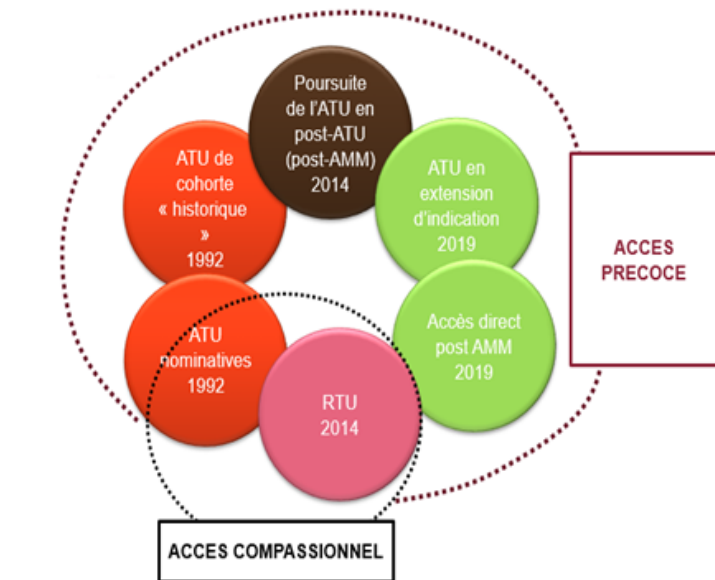 Poursuite
de l'ATU en
post-ATU
(post-AMM)
2014
ATU de
cohorte
« historique
»
1992
ATU en
extension
d'indication
2019
ACCES
PRECOCE
ATU
nominatives
1992
Accès direct
post AMM
2019
RTU
2014
ACCES COMPASSIONNEL